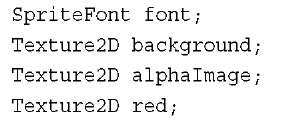 SpriteFont font;
Texture2D background;
Texture2D alphaImage;
Texture2D red;